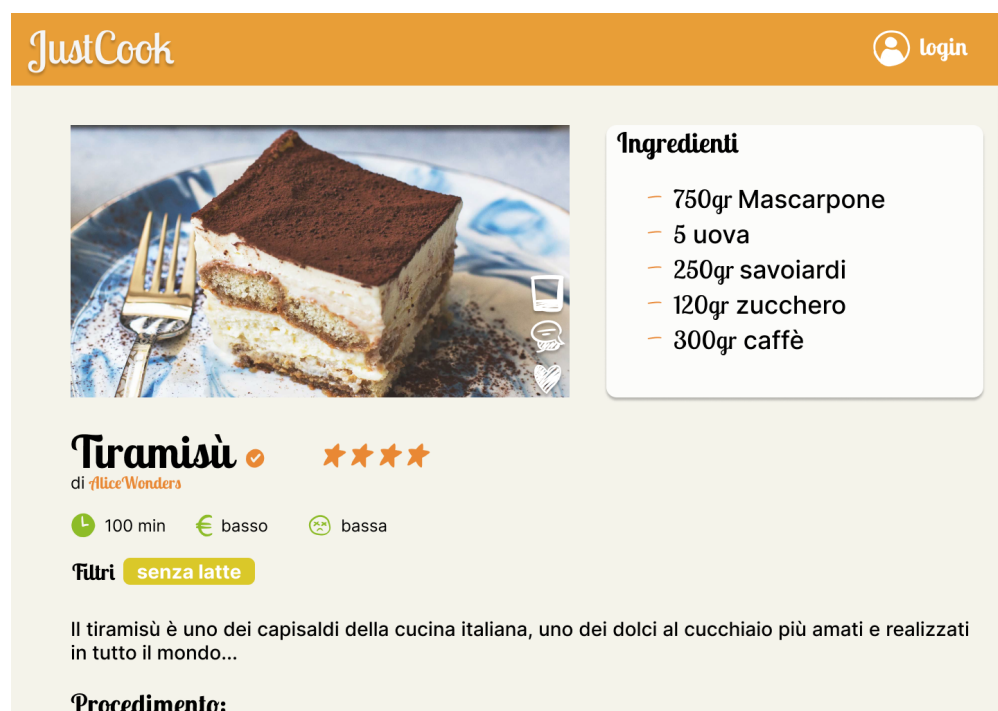 JustCook
login
Ingredienti
750gr Mascarpone
5 uova
250gr savoiardi
120gr zucchero
300gr caffè
Tiramisù
di AliceWonders
100 min
basso
bassa
Filtri
senza latte
Il tiramisù è uno dei capisaldi della cucina italiana, uno dei dolci al cucchiaio più amati e realizzati
in tutto il mondo...
Procedimento: